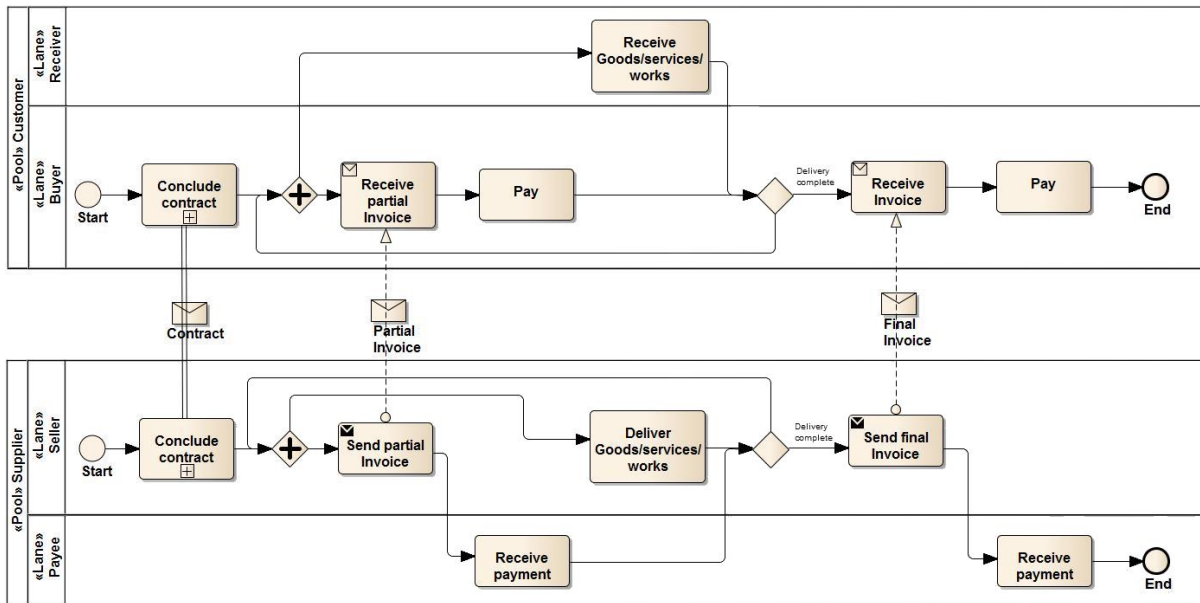 «Pool» Customer
«Lane»
Receiver
Receive
Goods/services/
works
«Lane»
Buyer
Start
Conclude
contract
Receive
partial
Invoice
Pay
Delivery
complete
Receive
Invoice
Pay
End
Contract
Partial
Invoice
Final
Invoice
«Pool» Supplier
«Lane»
Seller
Start
Conclude
contract
Send partial
Invoice
Deliver
Goods/services/
works
Delivery
complete
Send final
Invoice
«Lane»
Payee
Receive
payment
Receive
payment
End